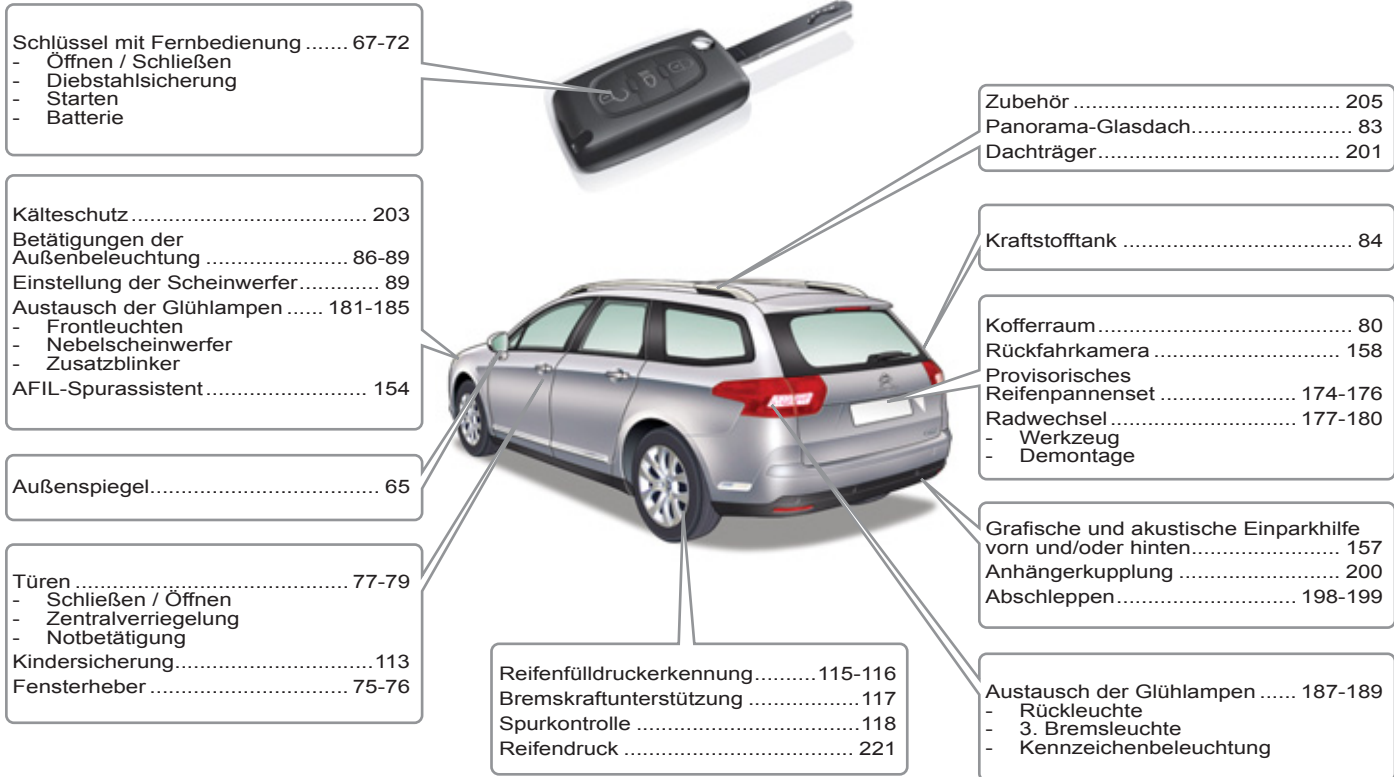 Schlüssel mit Fernbedienung ....... 67-72
- Öffnen / Schließen
- Diebstahlsicherung
- Starten
- Batterie
Kälteschutz ..................................... 203
Betätigungen der
Außenbeleuchtung ...................... 86-89
Einstellung der Scheinwerfer ............. 89
Austausch der Glühlampen ...... 181-185
- Frontleuchten
- Nebelscheinwerfer
- Zusatzblinker
AFIL-Spurassistent .......................... 154
Außenspiegel .................................... 65
Türen ........................................... 77-79
- Schließen / Öffnen
- Zentralverriegelung
- Notbetätigung
Kindersicherung ............................... 113
Fensterheber ................................ 75-76
Reifenfülldruckerkennung .......... 115-116
Bremskraftunterstützung .................. 117
Spurkontrolle ................................... 118
Reifendruck .................................... 221
Zubehör .......................................... 205
Panorama-Glasdach ......................... 83
Dachträger ...................................... 201
Kraftstofftank .................................... 84
Kofferraum ........................................ 80
Rückfahrkamera ............................. 158
Provisorisches
Reifenpannenset ..................... 174-176
Radwechsel ............................. 177-180
- Werkzeug
- Demontage
Grafische und akustische Einparkhilfe
vorn und/oder hinten ....................... 157
Anhängerkupplung ......................... 200
Abschleppen ............................ 198-199
Austausch der Glühlampen ...... 187-189
- Rückleuchte
- 3. Bremsleuchte
- Kennzeichenbeleuchtung